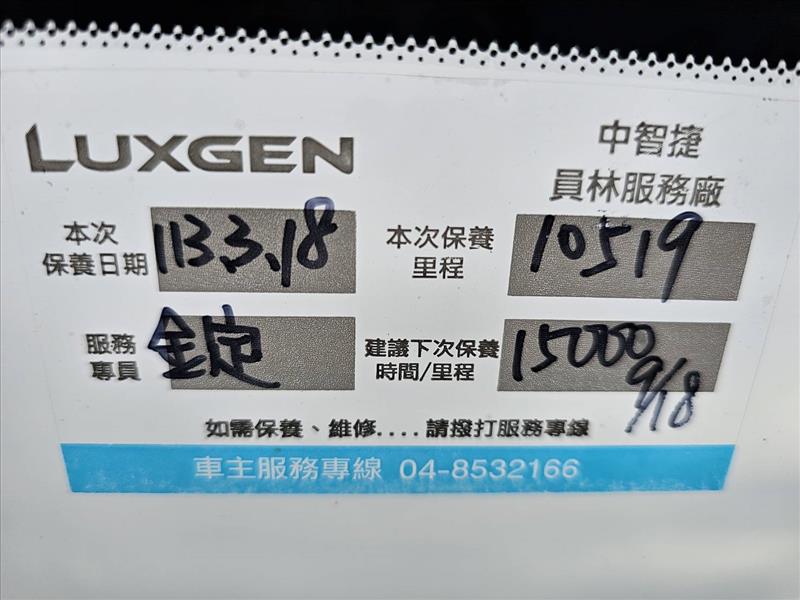 LUXGEN
中智捷
員林服務廠
本次
保養日期
113.3.18
本次保養
里程
10519
服務
專員
金定
建議下次保養
時間/里程
15000
9/18
如需保養、維修....請撥打服務專線
車主服務專線 04-8532166